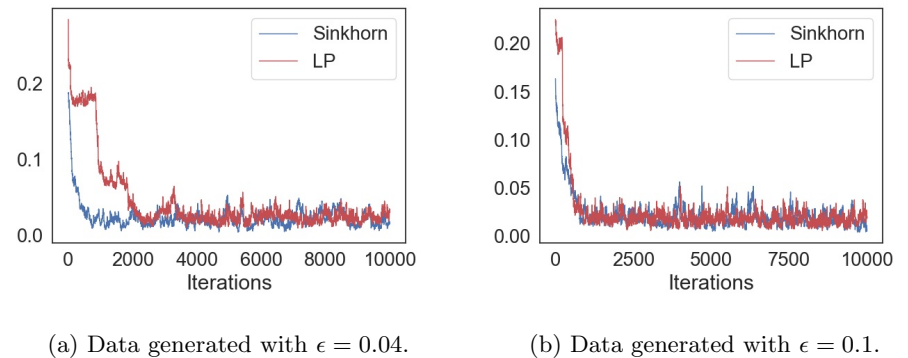 Sinkhorn
LP
0.2
0.1
0.0
0 2000 4000 6000 8000 10000
Iterations
(a) Data generated with ϵ = 0.04.
Sinkhorn
LP
0.20
0.15
0.10
0.05
0.00
0 2500 5000 7500 10000
Iterations
(b) Data generated with ϵ = 0.1.